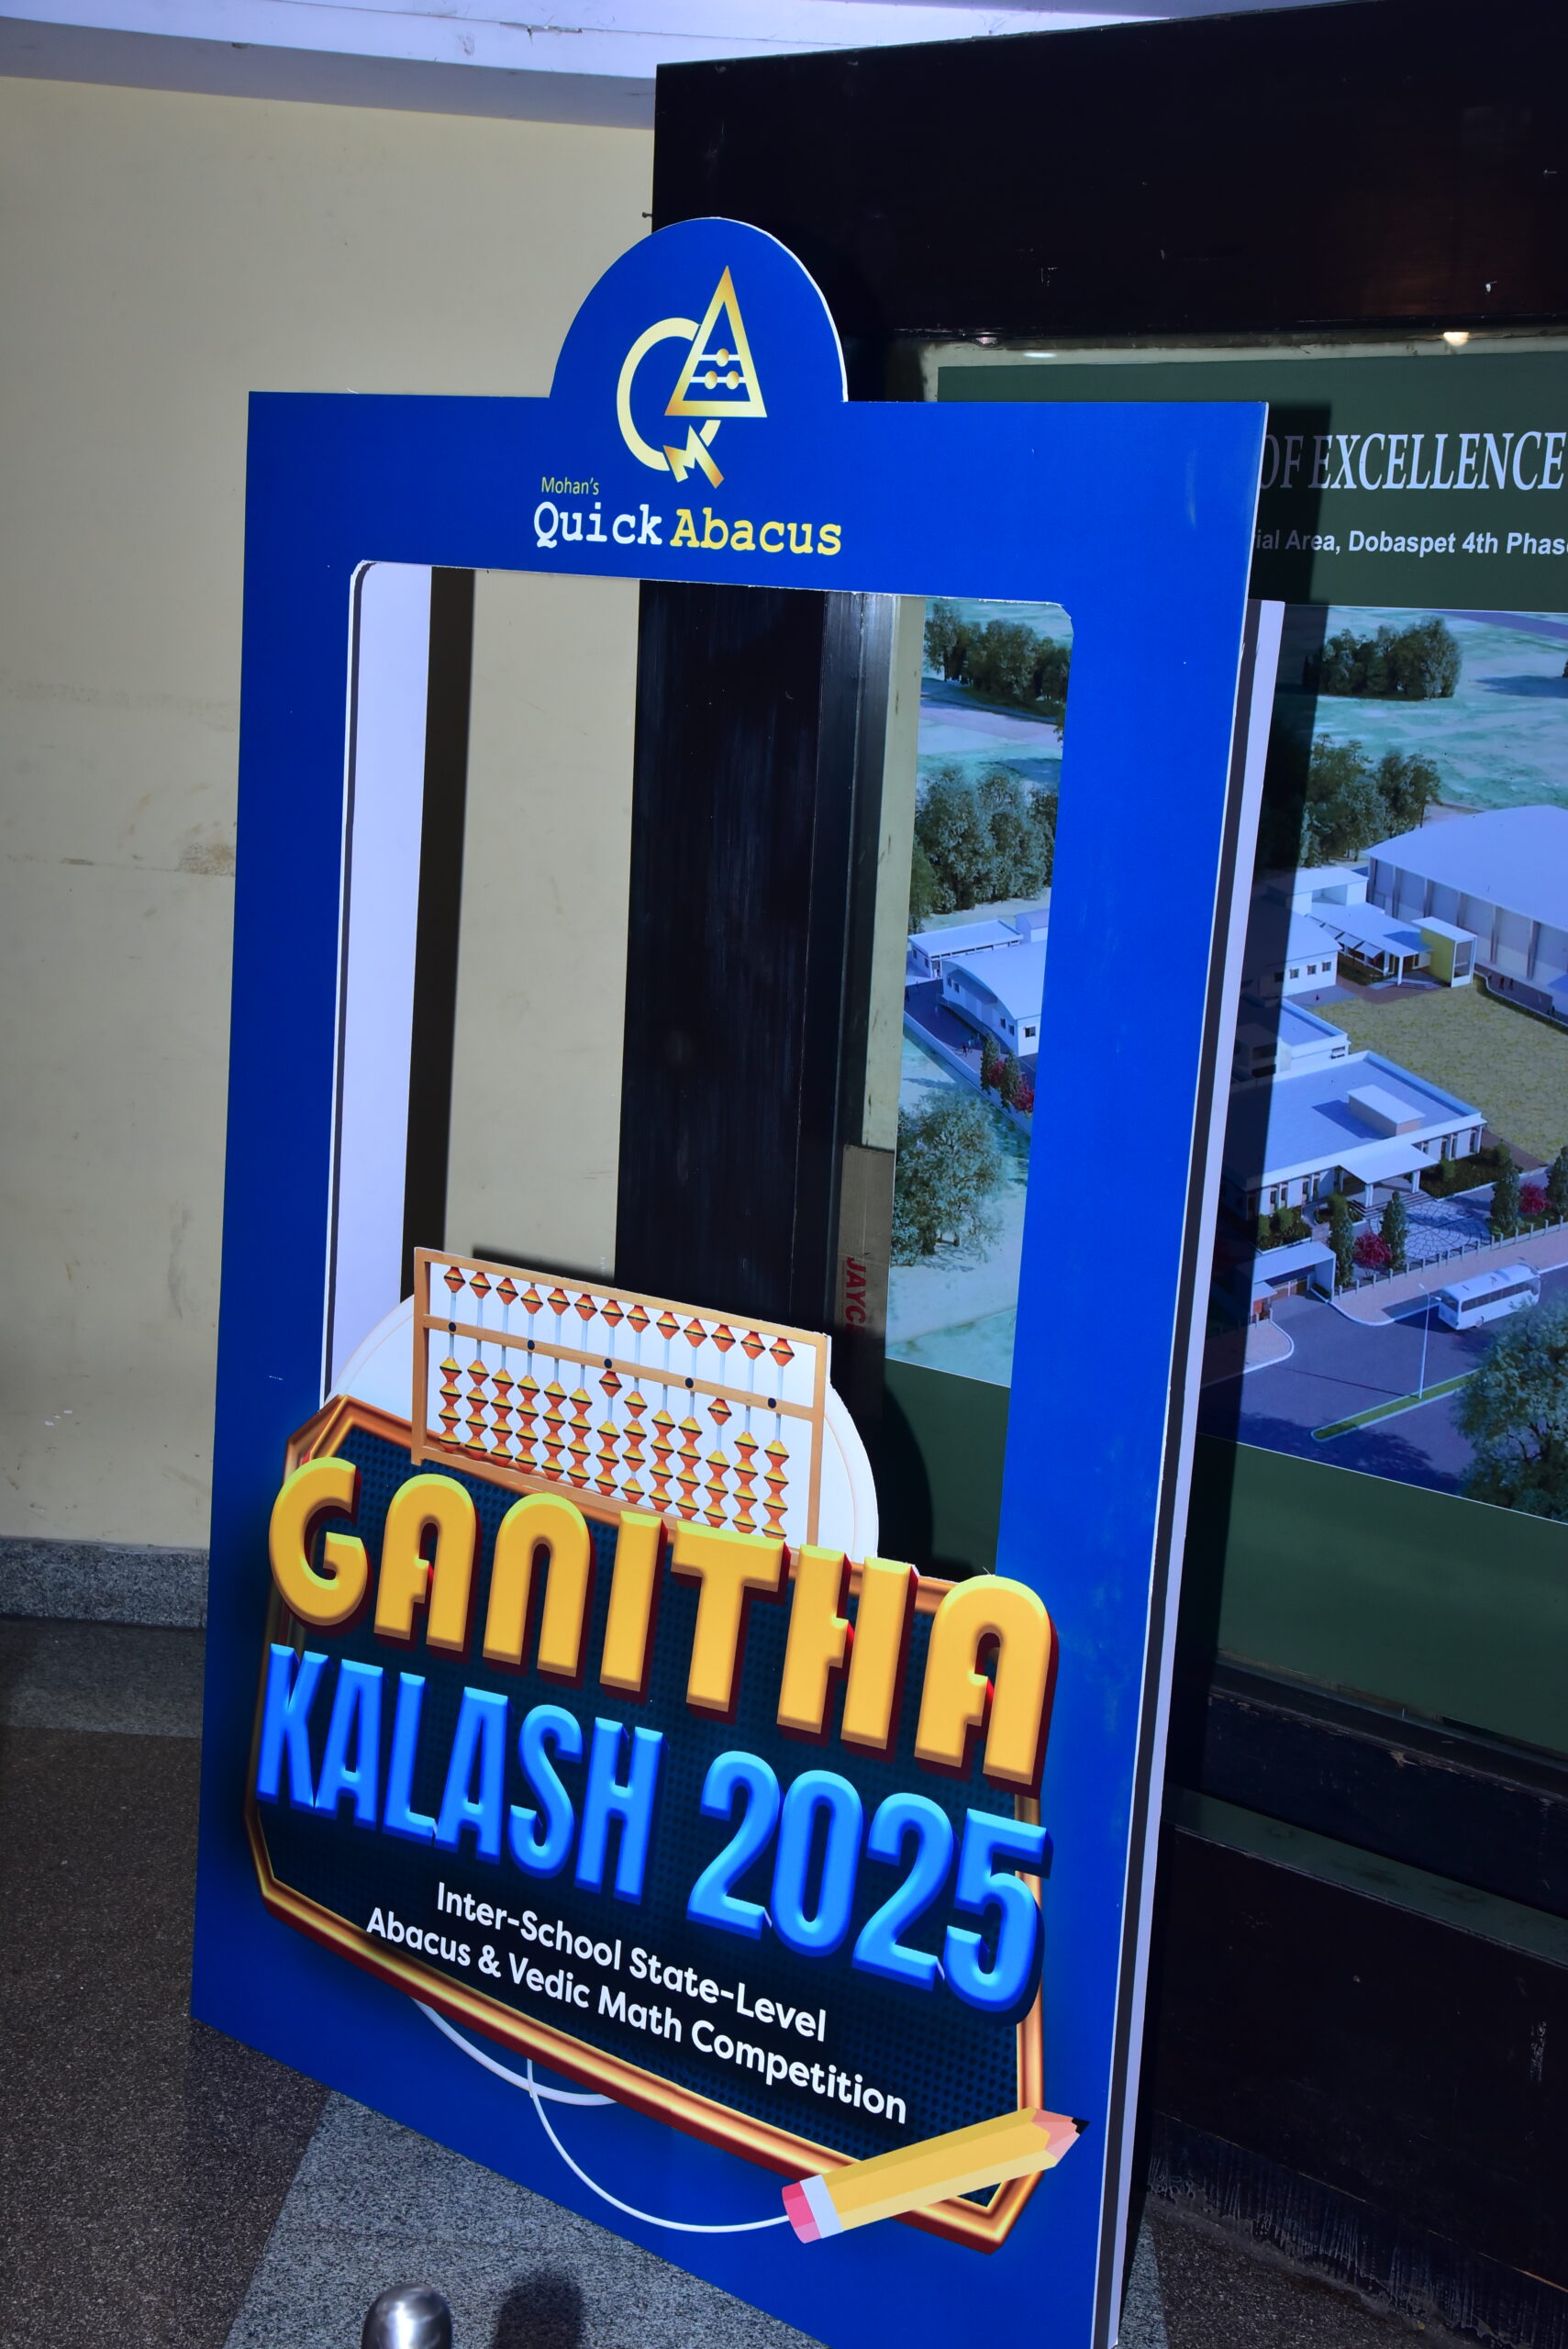 Mohan's
Quick Abacus
OF EXCELLENCE
Area, Dobaspet 4th
GANITHA
KALASH 2025
Inter-School State-Level
Abacus & Vedic Math Competition